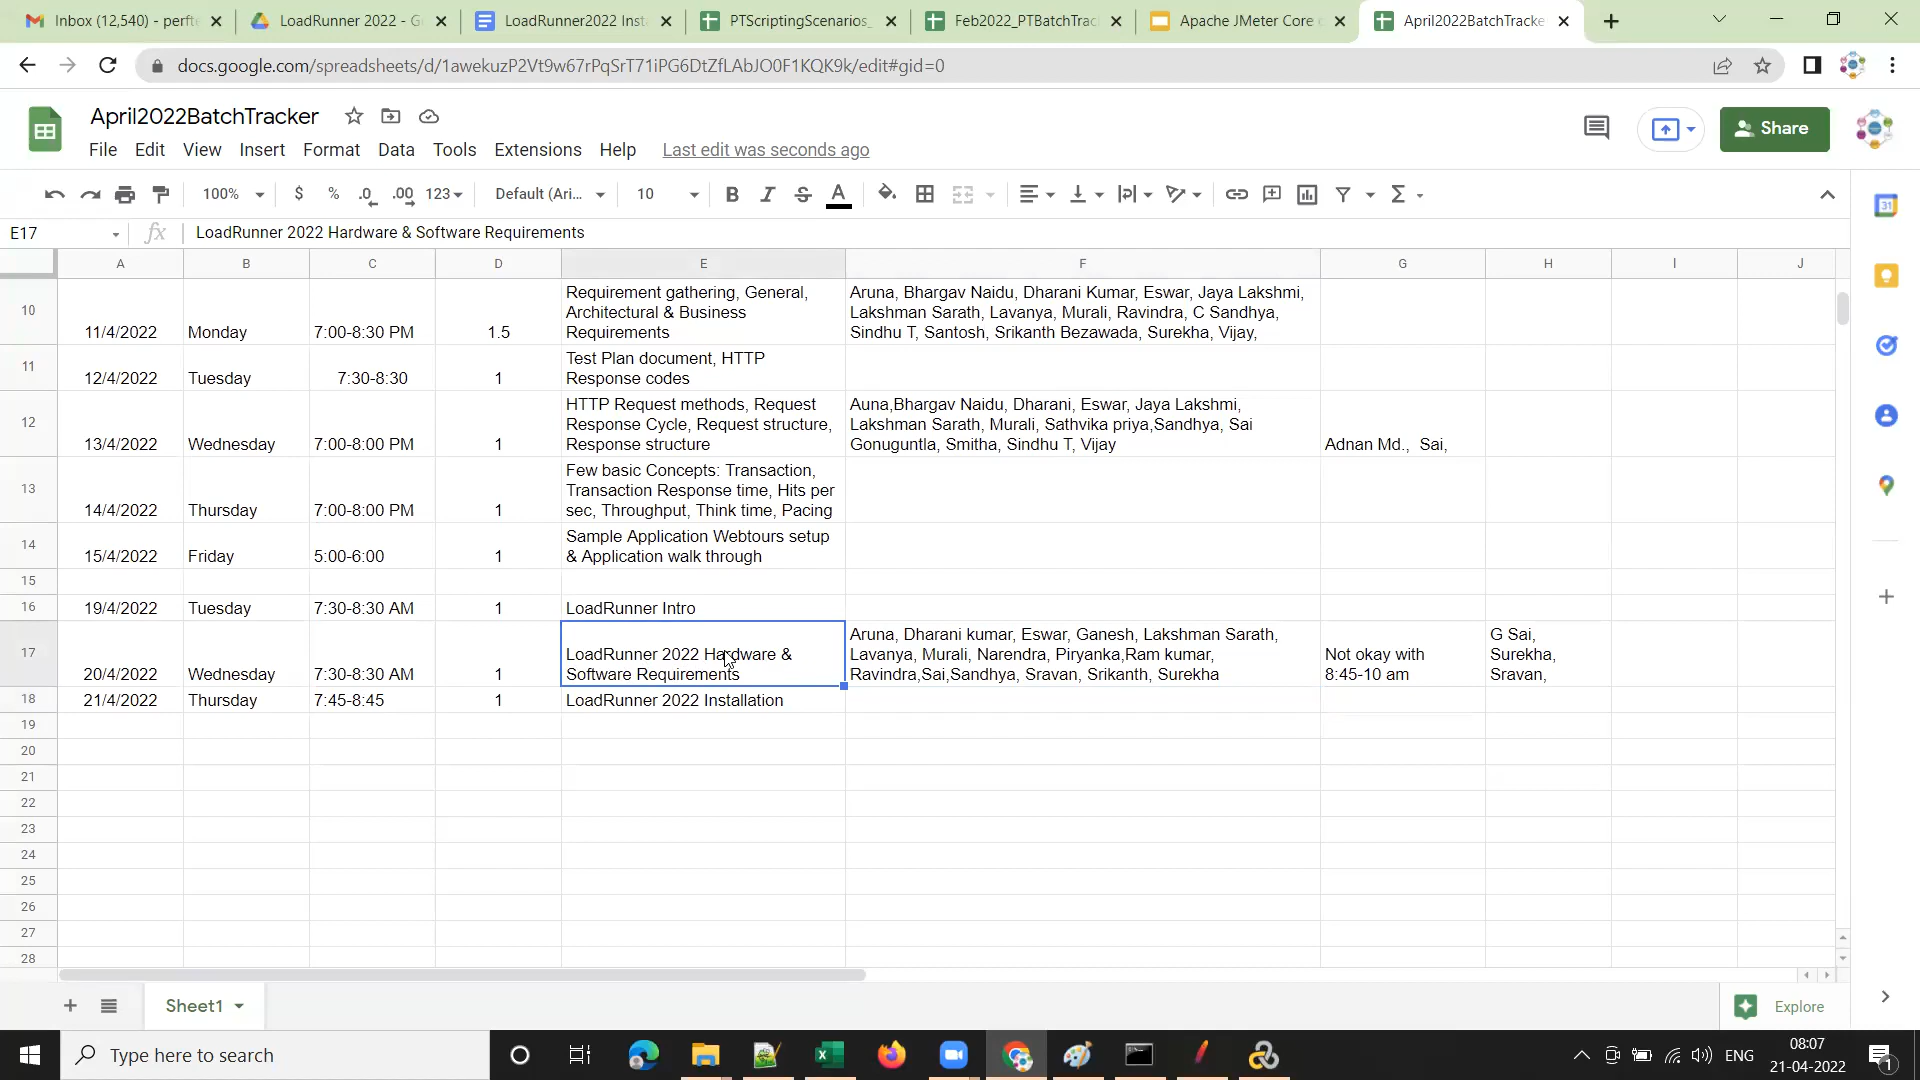 Inbox (12,540) - perfte
LoadRunner 2022 - G
LoadRunner2022 Inst
PTScriptingScenarios_
Feb2022_PTBatchTrac
Apache JMeter Core
April2022BatchTracke
docs.google.com/spreadsheets/d/1awekuzP2Vt9w67rPqSrT71iPG6DtZfLAbJO0F1KQK9k/edit#gid=0
April2022BatchTracker
File Edit View Insert Format Data Tools Extensions Help Last edit was seconds ago
Share
100% $ % .0 .00 123 Default (Ari... 10 B I S A Σ
E17 fx LoadRunner 2022 Hardware & Software Requirements
A B C D E F G H I J
10 11/4/2022 Monday 7:00-8:30 PM 1.5
Requirement gathering, General,
Architectural & Business
Requirements
Aruna, Bhargav Naidu, Dharani Kumar, Eswar, Jaya Lakshmi,
Lakshman Sarath, Lavanya, Murali, Ravindra, C Sandhya,
Sindhu T, Santosh, Srikanth Bezawada, Surekha, Vijay,
11 12/4/2022 Tuesday 7:30-8:30 1
Test Plan document, HTTP
Response codes
12 13/4/2022 Wednesday 7:00-8:00 PM 1
HTTP Request methods, Request
Response Cycle, Request structure,
Response structure
Auna,Bhargav Naidu, Dharani, Eswar, Jaya Lakshmi,
Lakshman Sarath, Murali, Sathvika priya,Sandhya, Sai
Gonuguntla, Smitha, Sindhu T, Vijay
Adnan Md., Sai,
13 14/4/2022 Thursday 7:00-8:00 PM 1
Few basic Concepts: Transaction,
Transaction Response time, Hits per
sec, Throughput, Think time, Pacing
14 15/4/2022 Friday 5:00-6:00 1
Sample Application Webtours setup
& Application walk through
15
16 19/4/2022 Tuesday 7:30-8:30 AM 1 LoadRunner Intro
17 20/4/2022 Wednesday 7:30-8:30 AM 1
LoadRunner 2022 Hardware &
Software Requirements
Aruna, Dharani kumar, Eswar, Ganesh, Lakshman Sarath,
Lavanya, Murali, Narendra, Piryanka,Ram kumar,
Ravindra,Sai,Sandhya, Sravan, Srikanth, Surekha
Not okay with
8:45-10 am
G Sai,
Surekha,
Sravan,
18 21/4/2022 Thursday 7:45-8:45 1 LoadRunner 2022 Installation
19
20
21
22
23
24
25
26
27
28
Sheet1
Explore
Type here to search
ENG
08:07
21-04-2022
1